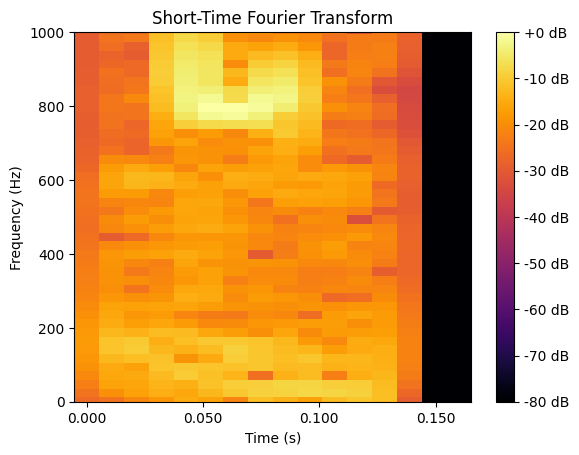 Short-Time Fourier Transform
1000
800
600
400
200
0
Frequency (Hz)
0.000
0.050
0.100
0.150
Time (s)
+0 dB
-10 dB
-20 dB
-30 dB
-40 dB
-50 dB
-60 dB
-70 dB
-80 dB